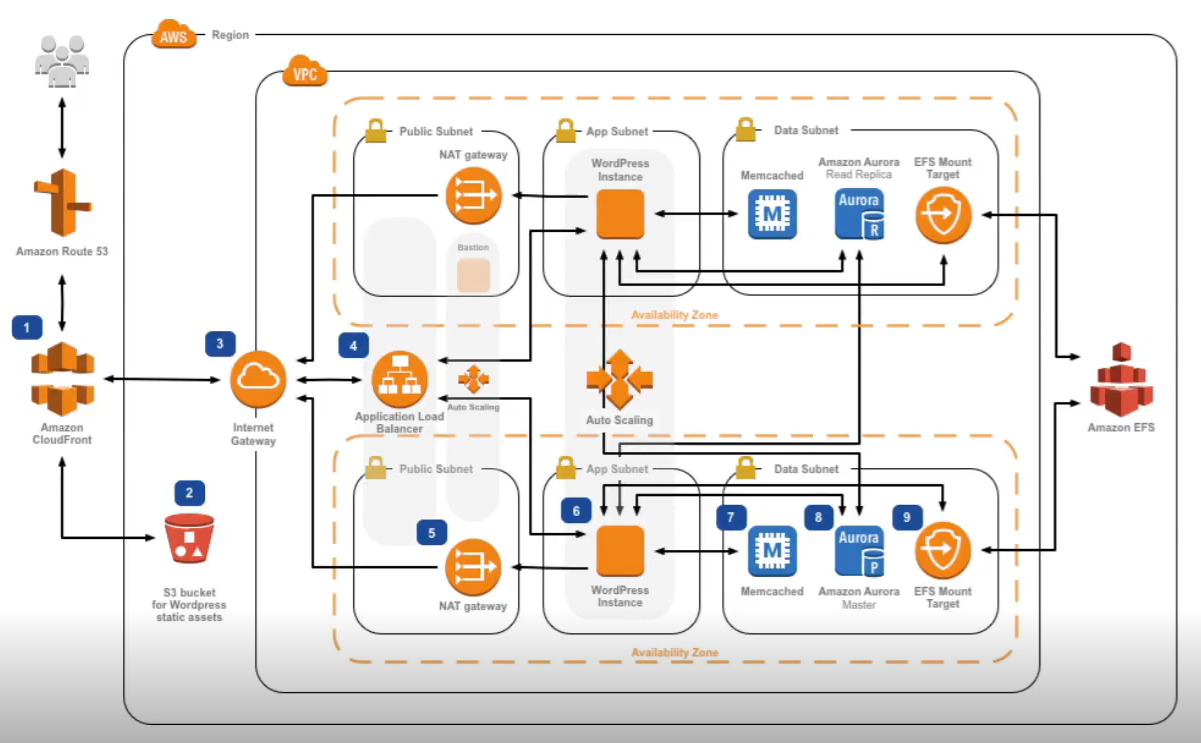 AWS
Region
VPC
Public Subnet
App Subnet
Data Subnet
NAT gateway
WordPress
Instance
Memcached
Amazon Aurora
Read Replica
EFS Mount
Target
M
Aurora
R
Amazon Route 53
Bastion
Availability Zone
1
3
4
Amazon
CloudFront
Internet
Gateway
Application Load
Balancer
Auto Scaling
Auto Scaling
Amazon EFS
Public Subnet
App Subnet
Data Subnet
2
5
6
7
8
9
M
Aurora
P
S3 bucket
for Wordpress
static assets
NAT gateway
WordPress
Instance
Memcached
Amazon Aurora
Master
EFS Mount
Target
Availability Zone